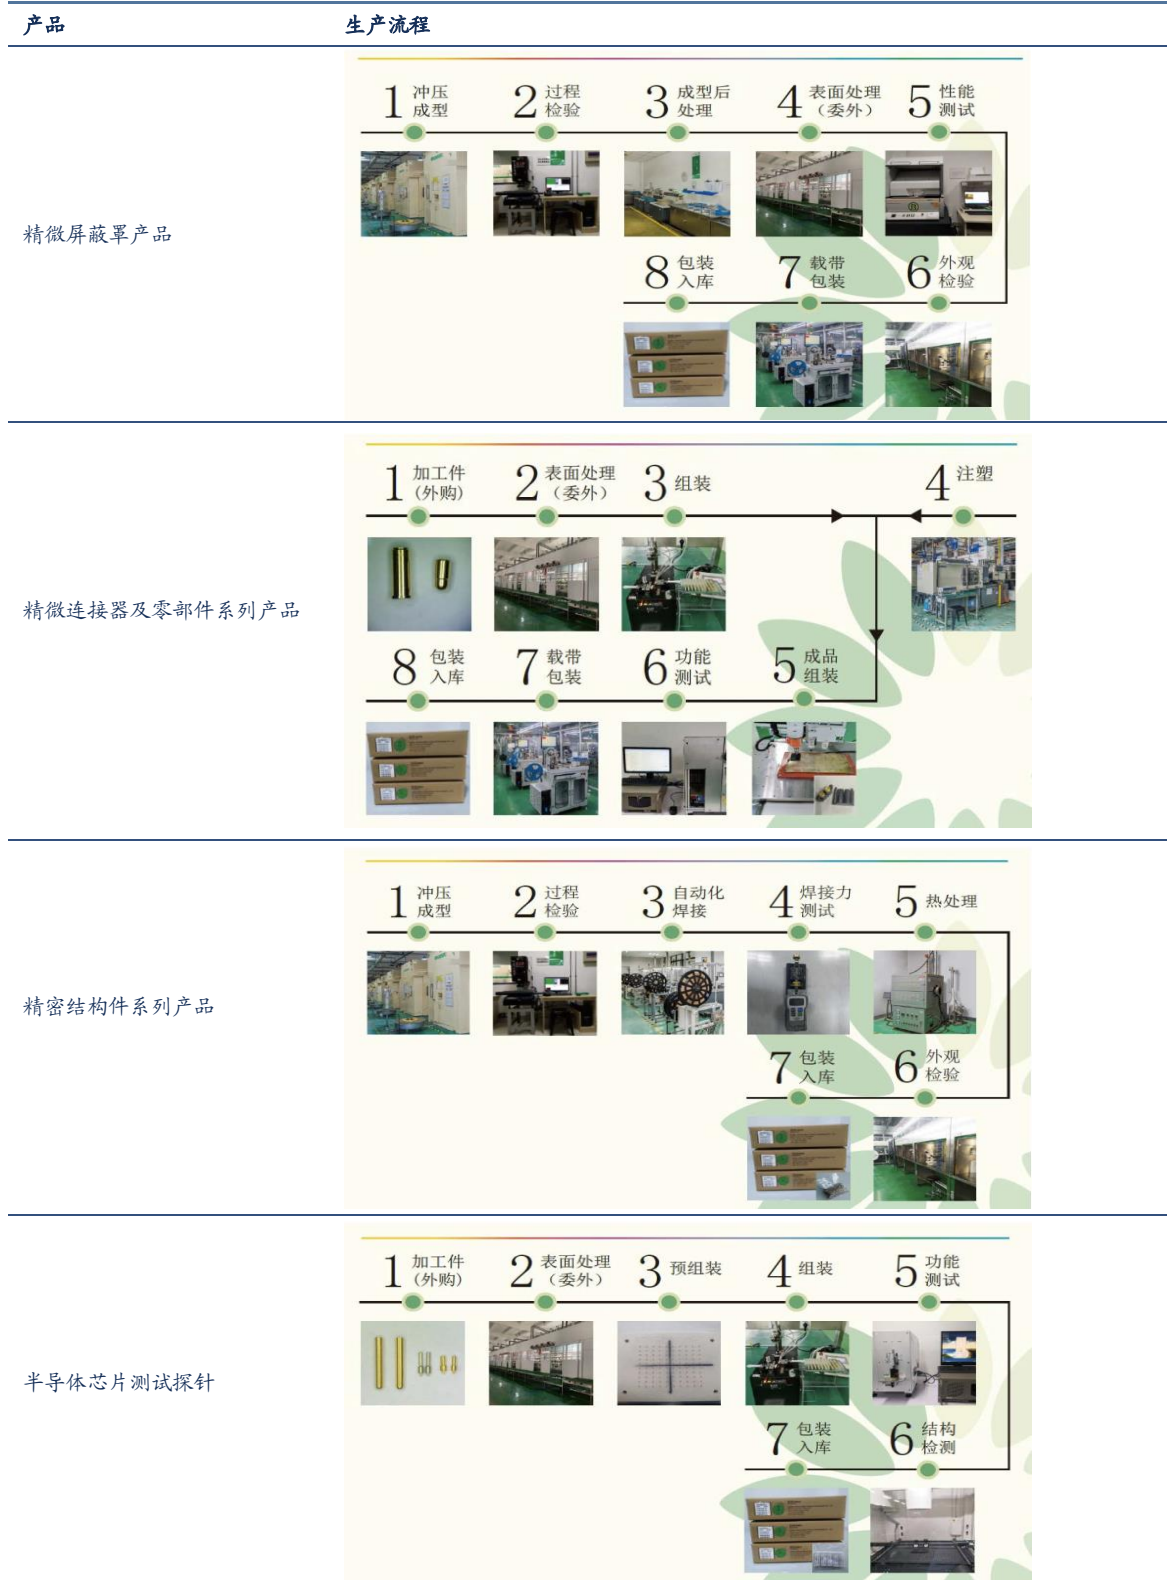 产品 生产流程
精微屏蔽罩产品
1 冲压成型
2 过程检验
3 成型后处理
4 表面处理（委外）
5 性能测试
8 包装入库
7 载带包装
6 外观检验
精微连接器及零部件系列产品
1 加工件(外购)
2 表面处理（委外）
3 组装
4 注塑
8 包装入库
7 载带包装
6 功能测试
5 成品组装
精密结构件系列产品
1 冲压成型
2 过程检验
3 自动化焊接
4 焊接力测试
5 热处理
7 包装入库
6 外观检验
半导体芯片测试探针
1 加工件（外购）
2 表面处理（委外）
3 预组装
4 组装
5 功能测试
7 包装入库
6 结构检测